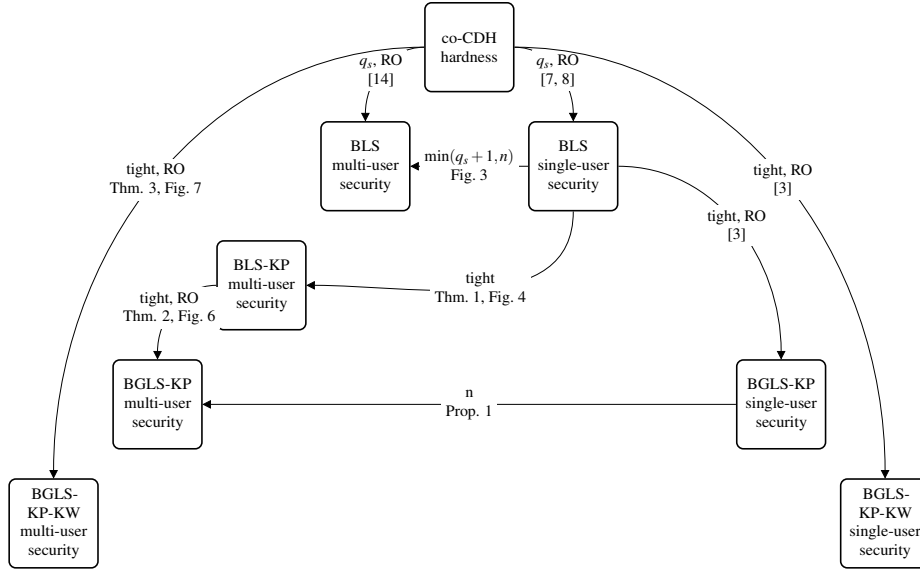 co-CDH
hardness
qs, RO
[14]
qs, RO
[7, 8]
BLS
multi-user
security
min(qs + 1, n)
Fig. 3
BLS
single-user
security
tight, RO
Thm. 3, Fig. 7
tight, RO
[3]
tight, RO
[3]
BLS-KP
multi-user
security
tight
Thm. 1, Fig. 4
tight, RO
Thm. 2, Fig. 6
BGLS-KP
multi-user
security
n
Prop. 1
BGLS-KP
single-user
security
BGLS-
KP-KW
multi-user
security
BGLS-
KP-KW
single-user
security